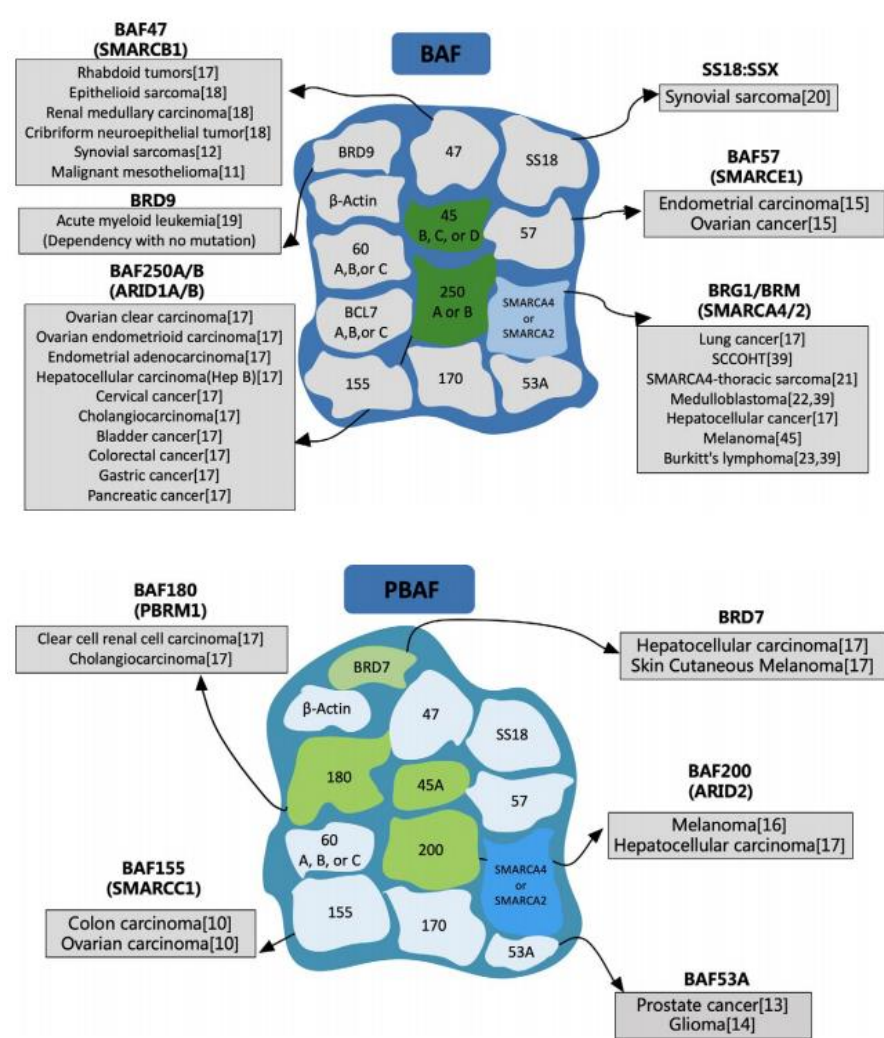 BAF47
(SMARCB1)
Rhabdoid tumors[17]
Epithelioid sarcoma[18]
Renal medullary carcinoma[18]
Cribriform neuroepithelial tumor[18]
Synovial sarcomas[12]
Malignant mesothelioma[11]
BRD9
Acute myeloid leukemia[19]
(Dependency with no mutation)
BAF250A/B
(ARID1A/B)
Ovarian clear carcinoma[17]
Ovarian endometrioid carcinoma[17]
Endometrial adenocarcinoma[17]
Hepatocellular carcinoma(Hep B)[17]
Cervical cancer[17]
Cholangiocarcinoma[17]
Bladder cancer[17]
Colorectal cancer[17]
Gastric cancer[17]
Pancreatic cancer[17]
BAF
BRD9
47
SS18
β-Actin
45
B, C, or D
57
60
A,B,or C
250
A or B
SMARCA4
or
SMARCA2
BCL7
A,B,or C
155
170
53A
SS18:SSX
Synovial sarcoma[20]
BAF57
(SMARCE1)
Endometrial carcinoma[15]
Ovarian cancer[15]
BRG1/BRM
(SMARCA4/2)
Lung cancer[17]
SCCOHT[39]
SMARCA4-thoracic sarcoma[21]
Medulloblastoma[22,39]
Hepatocellular cancer[17]
Melanoma[45]
Burkitt's lymphoma[23,39]
PBAF
BAF180
(PBRM1)
Clear cell renal cell carcinoma[17]
Cholangiocarcinoma[17]
BAF155
(SMARCC1)
Colon carcinoma[10]
Ovarian carcinoma[10]
BRD7
β-Actin
47
SS18
180
45A
57
60
A, B, or C
200
SMARCA4
or
SMARCA2
155
170
53A
BRD7
Hepatocellular carcinoma[17]
Skin Cutaneous Melanoma[17]
BAF200
(ARID2)
Melanoma[16]
Hepatocellular carcinoma[17]
BAF53A
Prostate cancer[13]
Glioma[14]